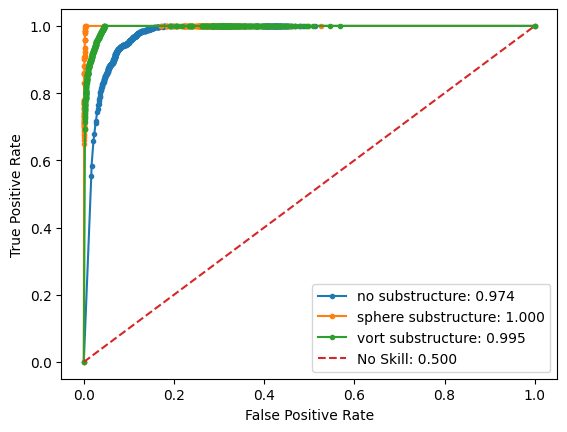 1.0
0.8
0.6
0.4
0.2
0.0
True Positive Rate
no substructure: 0.974
sphere substructure: 1.000
vort substructure: 0.995
No Skill: 0.500
0.0 0.2 0.4 0.6 0.8 1.0
False Positive Rate